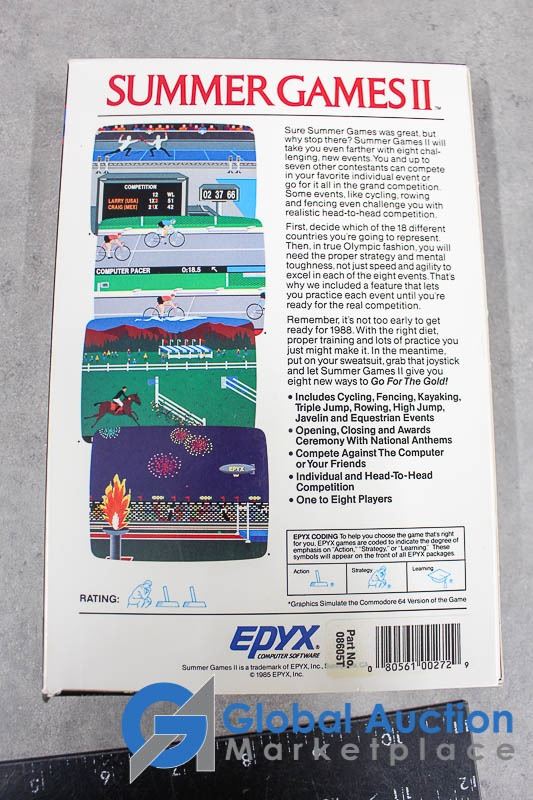 SUMMER GAMES II™
Sure Summer Games was great, but
why stop there? Summer Games II will
take you even farther with eight chal-
lenging, new events. You and up to
seven other contestants can compete
in your favorite individual event or
go for it all in the grand competition.
Some events, like cycling, rowing
and fencing even challenge you with
realistic head-to-head competition.
First, decide which of the 18 different
countries you're going to represent.
Then, in true Olympic fashion, you will
need the proper strategy and mental
toughness, not just speed and agility to
excel in each of the eight events. That's
why we included a feature that lets
you practice each event until you're
ready for the real competition.
Remember, it's not too early to get
ready for 1988. With the right diet,
proper training and lots of practice you
just might make it. In the meantime,
put on your sweatsuit, grab that joystick
and let Summer Games II give you
eight new ways to Go For The Gold!
• Includes Cycling, Fencing, Kayaking,
Triple Jump, Rowing, High Jump,
Javelin and Equestrian Events
• Opening, Closing and Awards
Ceremony With National Anthems
• Compete Against The Computer
or Your Friends
• Individual and Head-To-Head
Competition
• One to Eight Players
COMPETITION
12 WL
LARRY (USA) 1X3 51
CRAIG (MEX) 21X 42
02 37 66
COMPUTER PACER 0:18.5
EPYX
EPYX CODING To help you choose the game that's right
for you, EPYX games are coded to indicate the degree of
emphasis on "Action," "Strategy," or "Learning." These
symbols will appear on the front of all EPYX packages.
Action Strategy Learning
RATING:
*Graphics Simulate the Commodore 64 Version of the Game
EPYX®
COMPUTER SOFTWARE
Summer Games II is a trademark of EPYX, Inc.,
© 1985 EPYX, Inc.
Part No.
086051
0 80561 00272 9
Global Auction
Marketplace
7 8 9 10 11 12